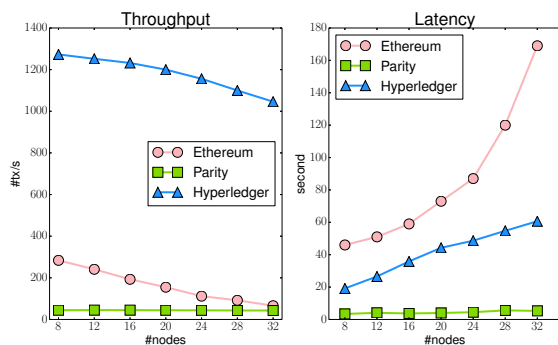 Throughput
1400
1200
1000
800
600
400
200
0
#tx/s
8 12 16 20 24 28 32
#nodes
Ethereum
Parity
Hyperledger
Latency
180
160
140
120
100
80
60
40
20
0
second
8 12 16 20 24 28 32
#nodes
Ethereum
Parity
Hyperledger